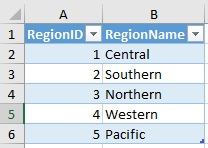 A B
1 RegionID RegionName
2 1 Central
3 2 Southern
4 3 Northern
5 4 Western
6 5 Pacific